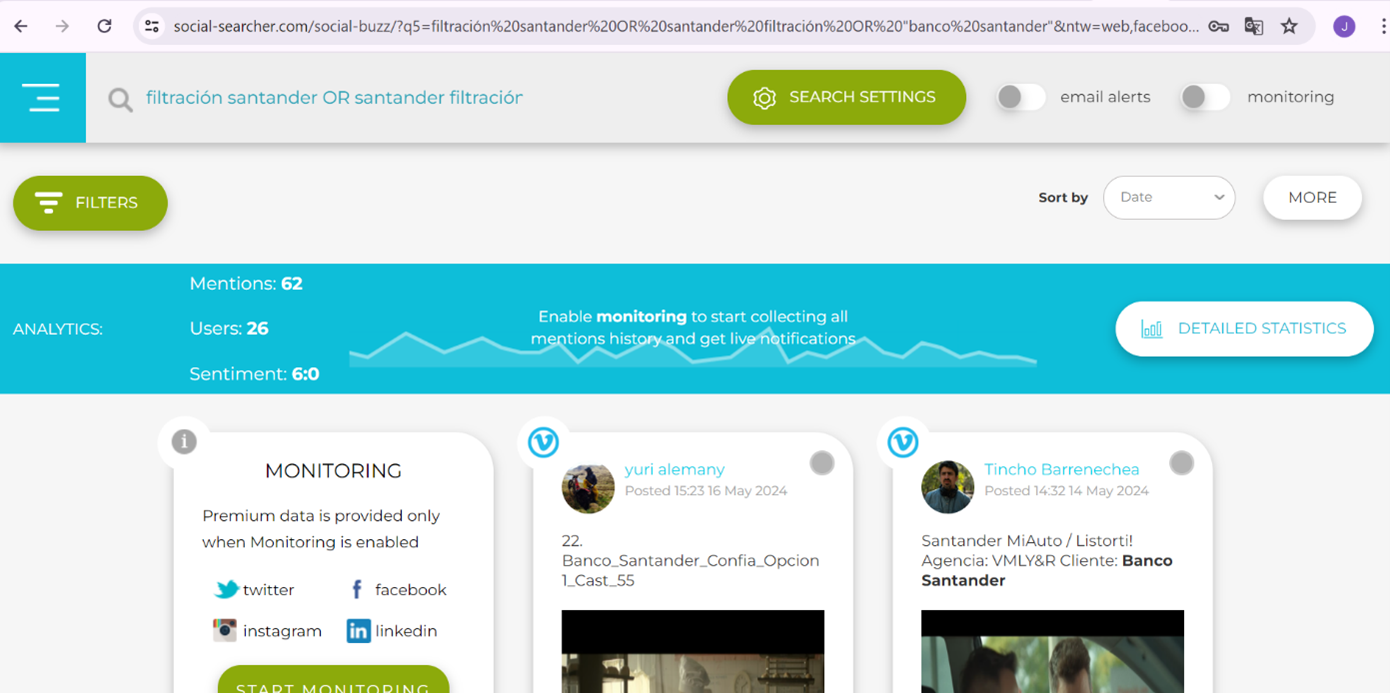 social-searcher.com/social-buzz/?q5=filtración%20santander%20OR%20santander%20filtración%20OR%20"banco%20santander"&ntw=web,faceboo...
J
filtración santander OR santander filtración
SEARCH SETTINGS
email alerts
monitoring
FILTERS
Sort by
Date
MORE
ANALYTICS:
Mentions: 62
Users: 26
Sentiment: 6:0
Enable monitoring to start collecting all
mentions history and get live notifications
DETAILED STATISTICS
MONITORING
Premium data is provided only
when Monitoring is enabled
twitter
facebook
instagram
linkedin
START MONITORING
yuri alemany
Posted 15:23 16 May 2024
22.
Banco_Santander_Confia_Opcion
1_Cast_55
Tincho Barrenechea
Posted 14:32 14 May 2024
Santander MiAuto / Listorti!
Agencia: VMLY&R Cliente: Banco
Santander